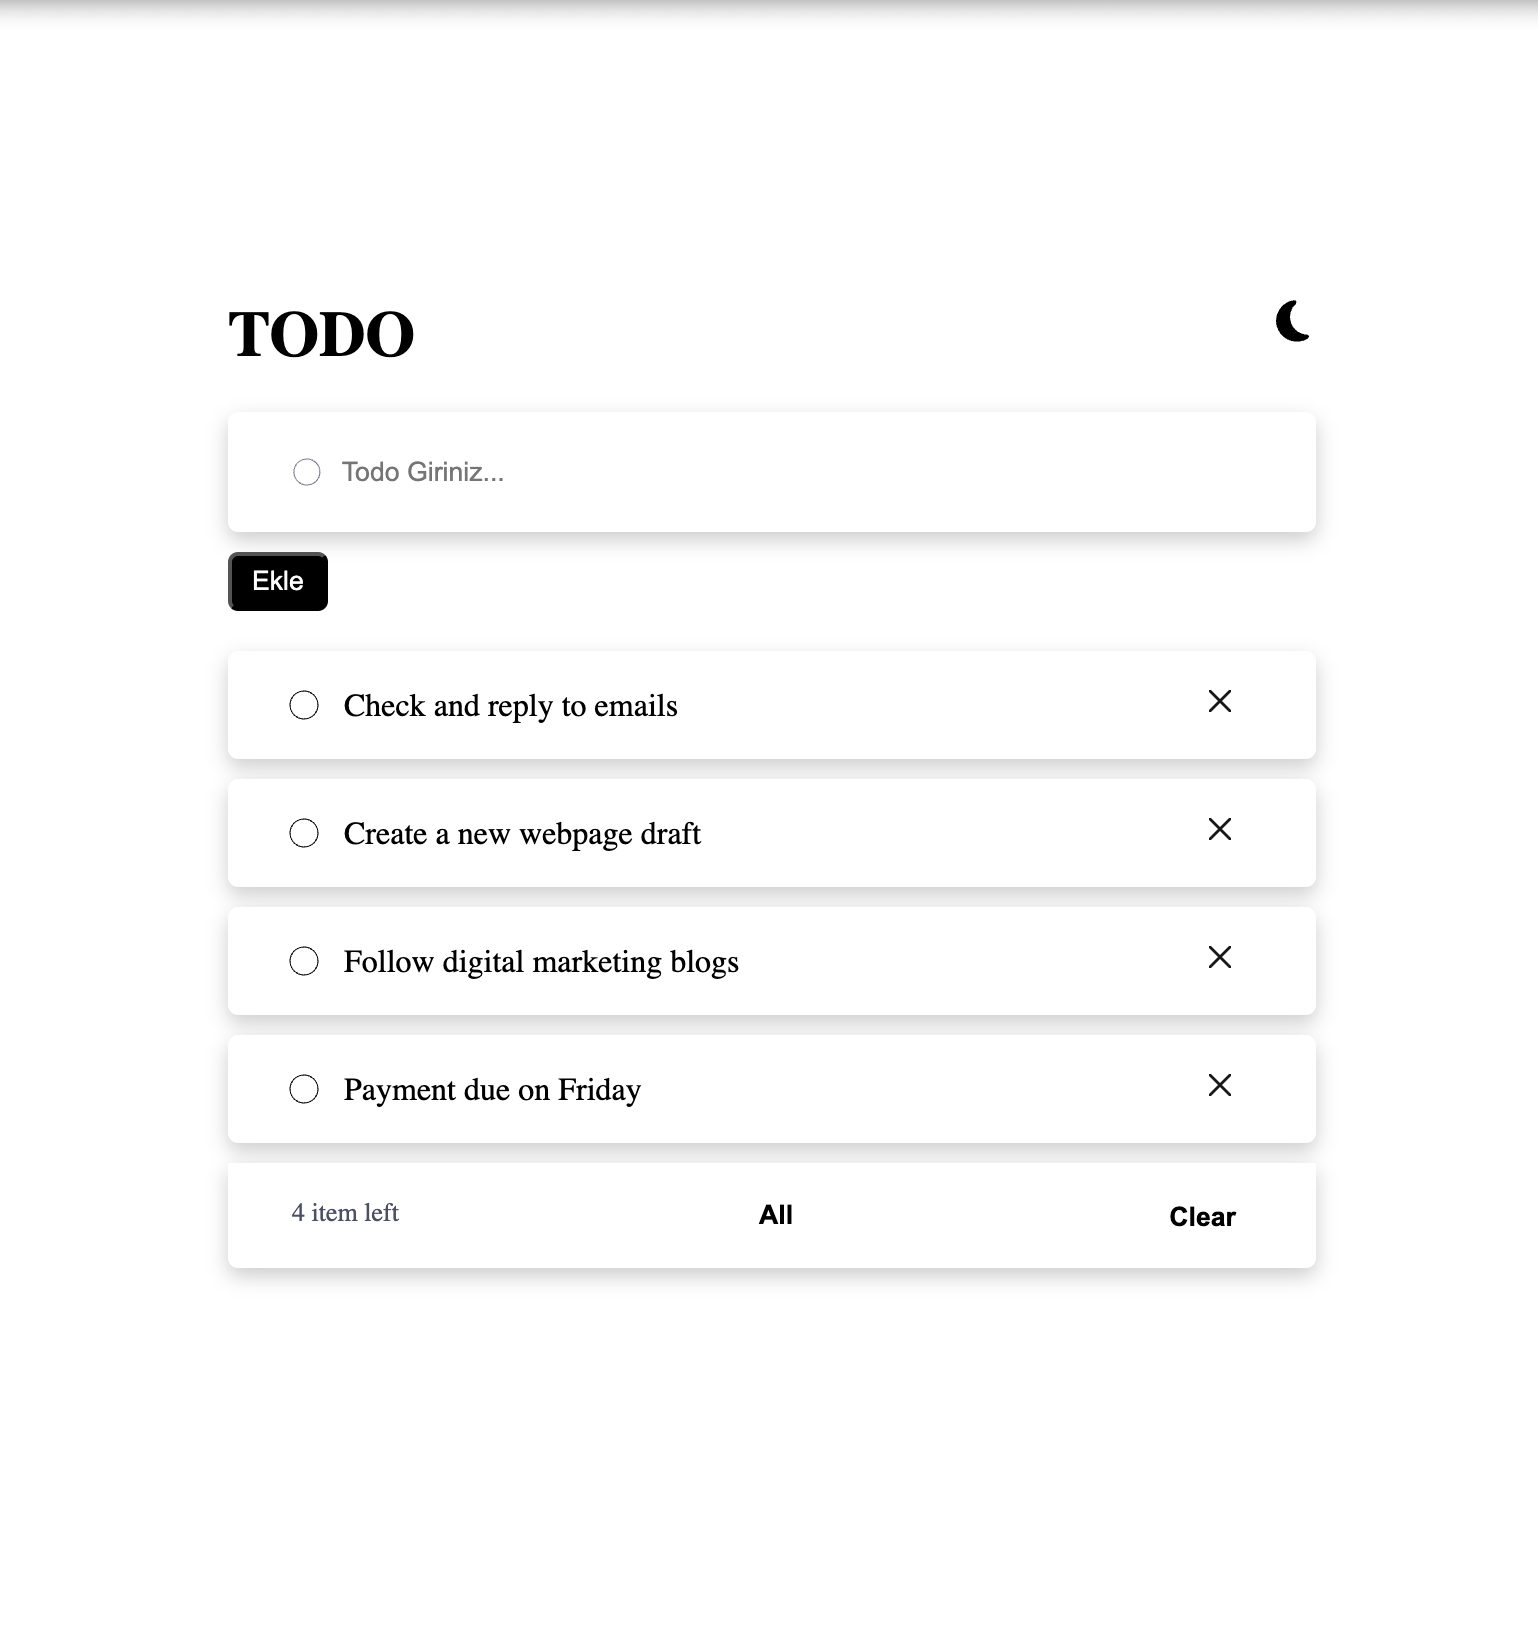 TODO
Todo Giriniz...
Ekle
Check and reply to emails
Create a new webpage draft
Follow digital marketing blogs
Payment due on Friday
4 item left
All
Clear